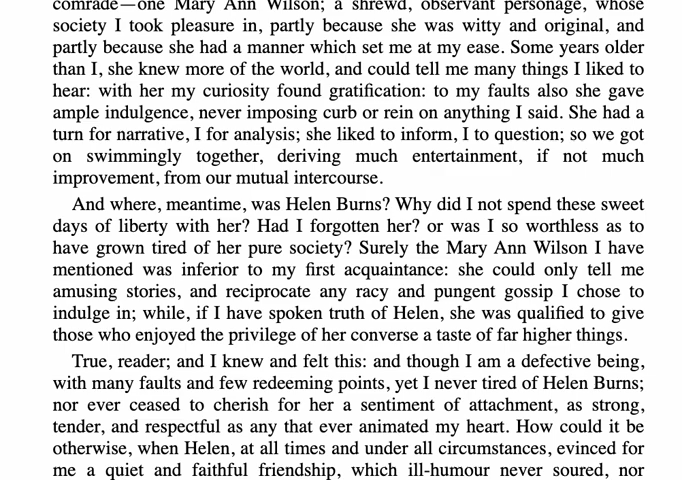 comrade—one Mary Ann Wilson; a shrewd, observant personage, whose
society I took pleasure in, partly because she was witty and original, and
partly because she had a manner which set me at my ease. Some years older
than I, she knew more of the world, and could tell me many things I liked to
hear: with her my curiosity found gratification: to my faults also she gave
ample indulgence, never imposing curb or rein on anything I said. She had a
turn for narrative, I for analysis; she liked to inform, I to question; so we got
on swimmingly together, deriving much entertainment, if not much
improvement, from our mutual intercourse.
And where, meantime, was Helen Burns? Why did I not spend these sweet
days of liberty with her? Had I forgotten her? or was I so worthless as to
have grown tired of her pure society? Surely the Mary Ann Wilson I have
mentioned was inferior to my first acquaintance: she could only tell me
amusing stories, and reciprocate any racy and pungent gossip I chose to
indulge in; while, if I have spoken truth of Helen, she was qualified to give
those who enjoyed the privilege of her converse a taste of far higher things.
True, reader; and I knew and felt this: and though I am a defective being,
with many faults and few redeeming points, yet I never tired of Helen Burns;
nor ever ceased to cherish for her a sentiment of attachment, as strong,
tender, and respectful as any that ever animated my heart. How could it be
otherwise, when Helen, at all times and under all circumstances, evinced for
me a quiet and faithful friendship, which ill-humour never soured, nor